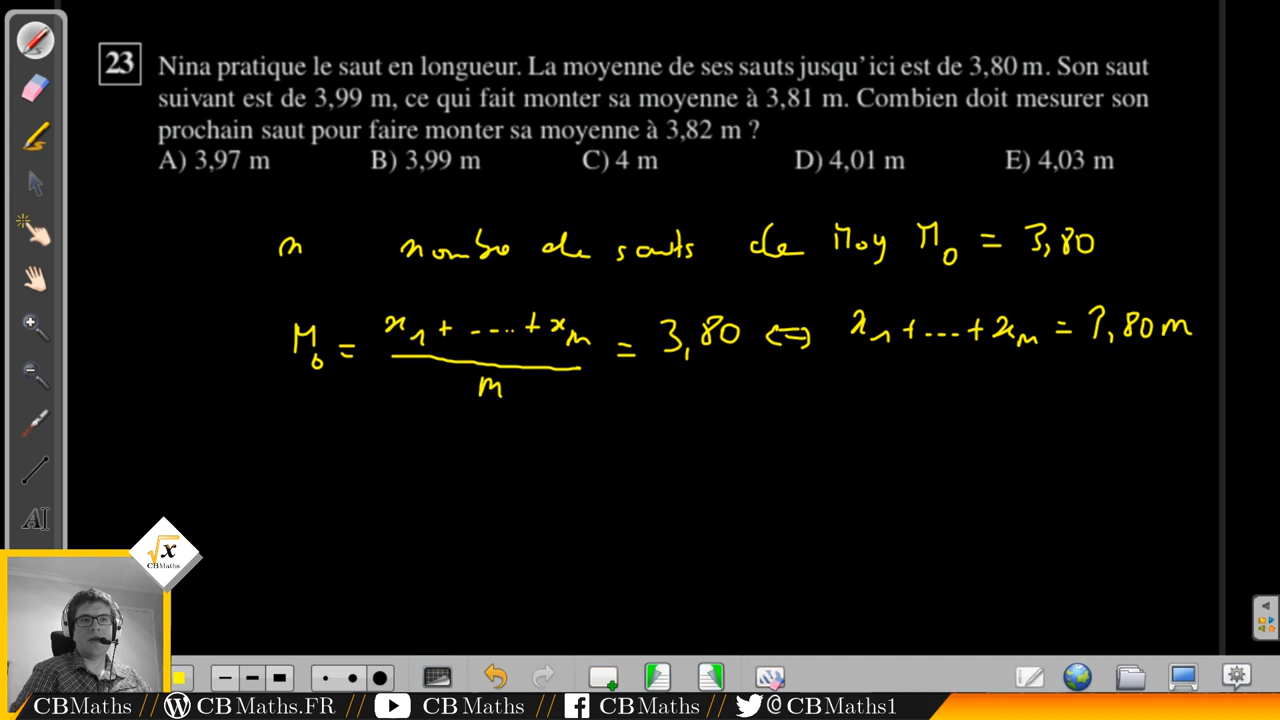 23 Nina pratique le saut en longueur. La moyenne de ses sauts jusqu'ici est de 3,80 m. Son saut
suivant est de 3,99 m, ce qui fait monter sa moyenne à 3,81 m. Combien doit mesurer son
prochain saut pour faire monter sa moyenne à 3,82 m ?
A) 3,97 m B) 3,99 m C) 4 m D) 4,01 m E) 4,03 m
n nombre de sauts de Moy M₀ = 3,80
M₀ = (x₁ + ..... + xₙ) / n = 3,80 ⇔ x₁ + ... + xₙ = 3,80 n
AI
√x
CBMaths
CBMaths // CBMaths.FR // CBMaths // CBMaths // @CBMaths1